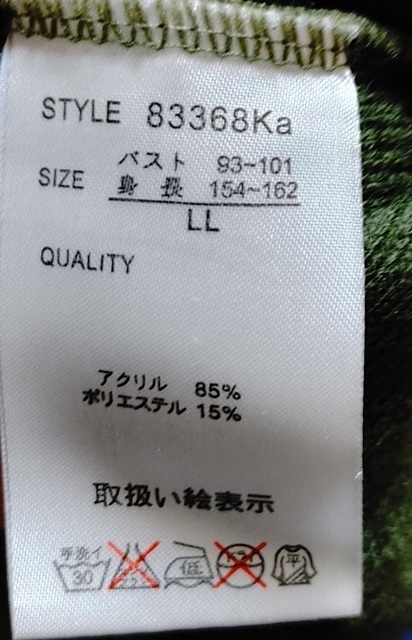 STYLE 83368Ka
バスト 93~101
SIZE 身長 154~162
LL
QUALITY
アクリル 85%
ポリエステル 15%
取扱い絵表示
手洗イ 30 低 平